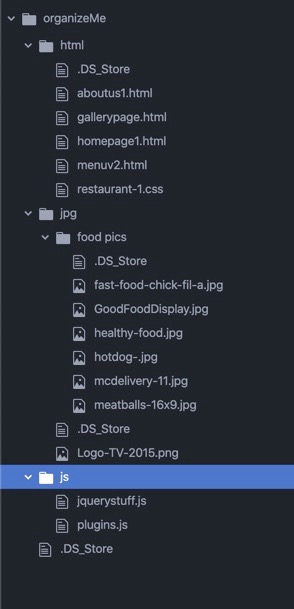 organizeMe
html
.DS_Store
aboutus1.html
gallerypage.html
homepage1.html
menuv2.html
restaurant-1.css
jpg
food pics
.DS_Store
fast-food-chick-fil-a.jpg
GoodFoodDisplay.jpg
healthy-food.jpg
hotdog-.jpg
mcdelivery-11.jpg
meatballs-16x9.jpg
.DS_Store
Logo-TV-2015.png
js
jquerystuff.js
plugins.js
.DS_Store